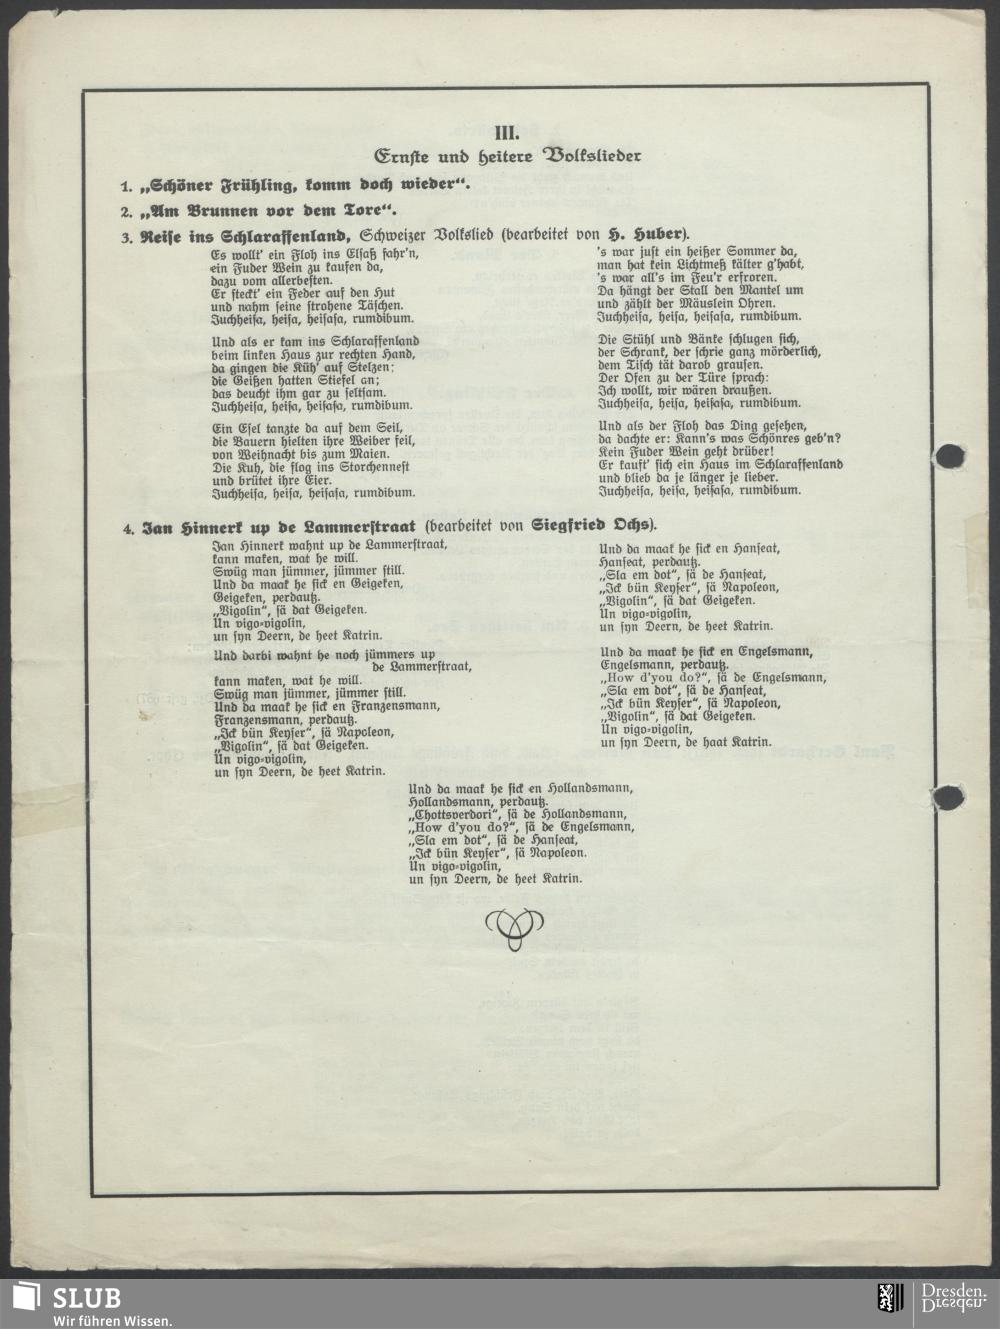 III.
Ernste und heitere Volkslieder
1. „Schöner Frühling, komm doch wieder“.
2. „Am Brunnen vor dem Tore“.
3. Reise ins Schlaraffenland, Schweizer Volkslied (bearbeitet von H. Huber).
Es wollt' ein Floh ins Elsaß fahr'n,
ein Fuder Wein zu kaufen da,
dazu vom allerbesten.
Er steckt' ein Feder auf den Hut
und nahm seine strohene Täschen.
Juchheisa, heisa, heisasa, rumdibum.
Und als er kam ins Schlaraffenland
beim linken Haus zur rechten Hand,
da gingen die Küh' auf Stelzen;
die Geißen hatten Stiefel an;
das deucht ihm gar zu seltsam.
Juchheisa, heisa, heisasa, rumdibum.
Ein Esel tanzte da auf dem Seil,
die Bauern hielten ihre Weiber feil,
von Weihnacht bis zum Maien.
Die Kuh, die flog ins Storchennest
und brütet ihre Eier.
Juchheisa, heisa, heisasa, rumdibum.
's war just ein heißer Sommer da,
man hat kein Lichtmeß kälter g'habt,
's war all's im Feu'r erfroren.
Da hängt der Stall den Mantel um
und zählt der Mäuslein Ohren.
Juchheisa, heisa, heisasa, rumdibum.
Die Stühl und Bänke schlugen sich,
der Schrank, der schrie ganz mörderlich,
dem Tisch tät darob grausen.
Der Ofen zu der Türe sprach:
Ich wollt, wir wären draußen.
Juchheisa, heisa, heisasa, rumdibum.
Und als der Floh das Ding gesehen,
da dachte er: Kann's was Schönres geb'n?
Kein Fuder Wein geht drüber!
Er kauft' sich ein Haus im Schlaraffenland
und blieb da je länger je lieber.
Juchheisa, heisa, heisasa, rumdibum.
4. Jan Hinnerk up de Lammerstraat (bearbeitet von Siegfried Ochs).
Jan Hinnerk wahnt up de Lammerstraat,
kann maken, wat he will.
Swüg man jümmer, jümmer still.
Und da maak he sick en Geigeken,
Geigeken, perdautz.
„Vigolin“, sä dat Geigeken.
Un vigo-vigolin,
un syn Deern, de heet Katrin.
Und darbi wahnt he noch jümmers up
de Lammerstraat,
kann maken, wat he will.
Swüg man jümmer, jümmer still.
Und da maak he sick en Franzensmann,
Franzensmann, perdautz.
„Ick bün Keyser“, sä Napoleon,
„Vigolin“, sä dat Geigeken.
Un vigo-vigolin,
un syn Deern, de heet Katrin.
Und da maak he sick en Hanseat,
Hanseat, perdautz.
„Sla em dot“, sä de Hanseat,
„Ick bün Keyser“, sä Napoleon,
„Vigolin“, sä dat Geigeken.
Un vigo-vigolin,
un syn Deern, de heet Katrin.
Und da maak he sick en Engelsmann,
Engelsmann, perdautz.
„How d'you do?“, sä de Engelsmann,
„Sla em dot“, sä de Hanseat,
„Ick bün Keyser“, sä Napoleon,
„Vigolin“, sä dat Geigeken.
Un vigo-vigolin,
un syn Deern, de haat Katrin.
Und da maak he sick en Hollandsmann,
Hollandsmann, perdautz.
„Chottsverdori“, sä de Hollandsmann,
„How d'you do?“, sä de Engelsmann,
„Sla em dot“, sä de Hanseat,
„Ick bün Keyser“, sä Napoleon.
Un vigo-vigolin,
un syn Deern, de heet Katrin.
SLUB
Wir führen Wissen.
Dresden.